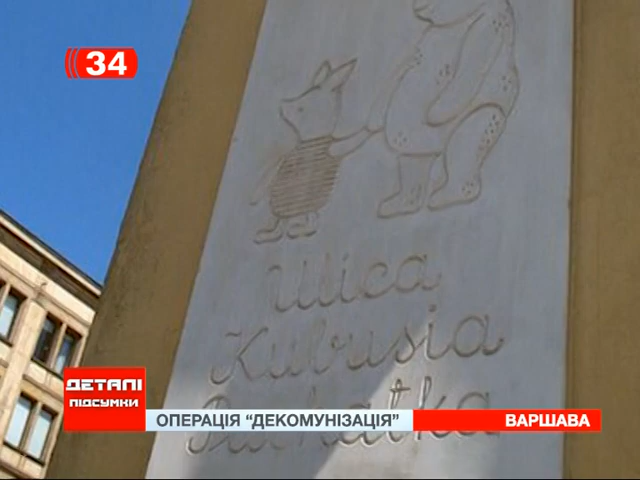 34
Ulica
Kubusia
Puchatka
ДЕТАЛІ
ПІДСУМКИ
ОПЕРАЦІЯ “ДЕКОМУНІЗАЦІЯ”
ВАРШАВА